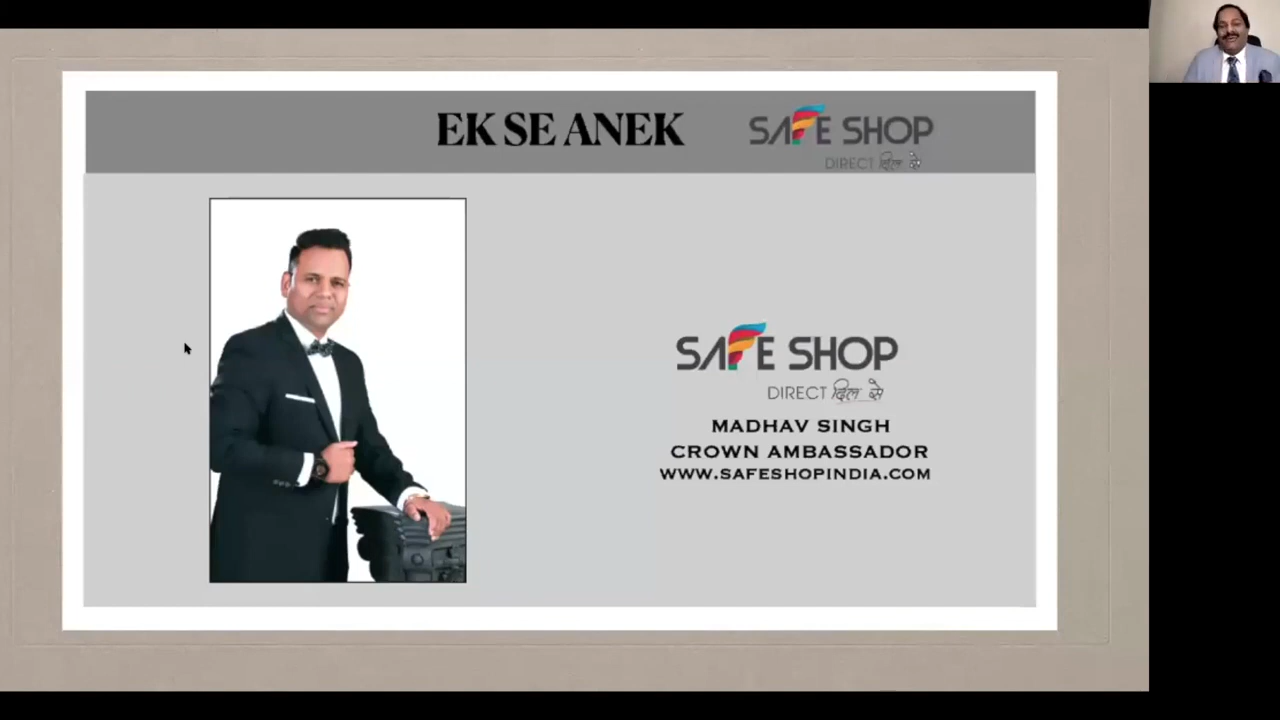 EK SE ANEK
SAFE SHOP
DIRECT दिल से
SAFE SHOP
DIRECT दिल से
MADHAV SINGH
CROWN AMBASSADOR
WWW.SAFESHOPINDIA.COM